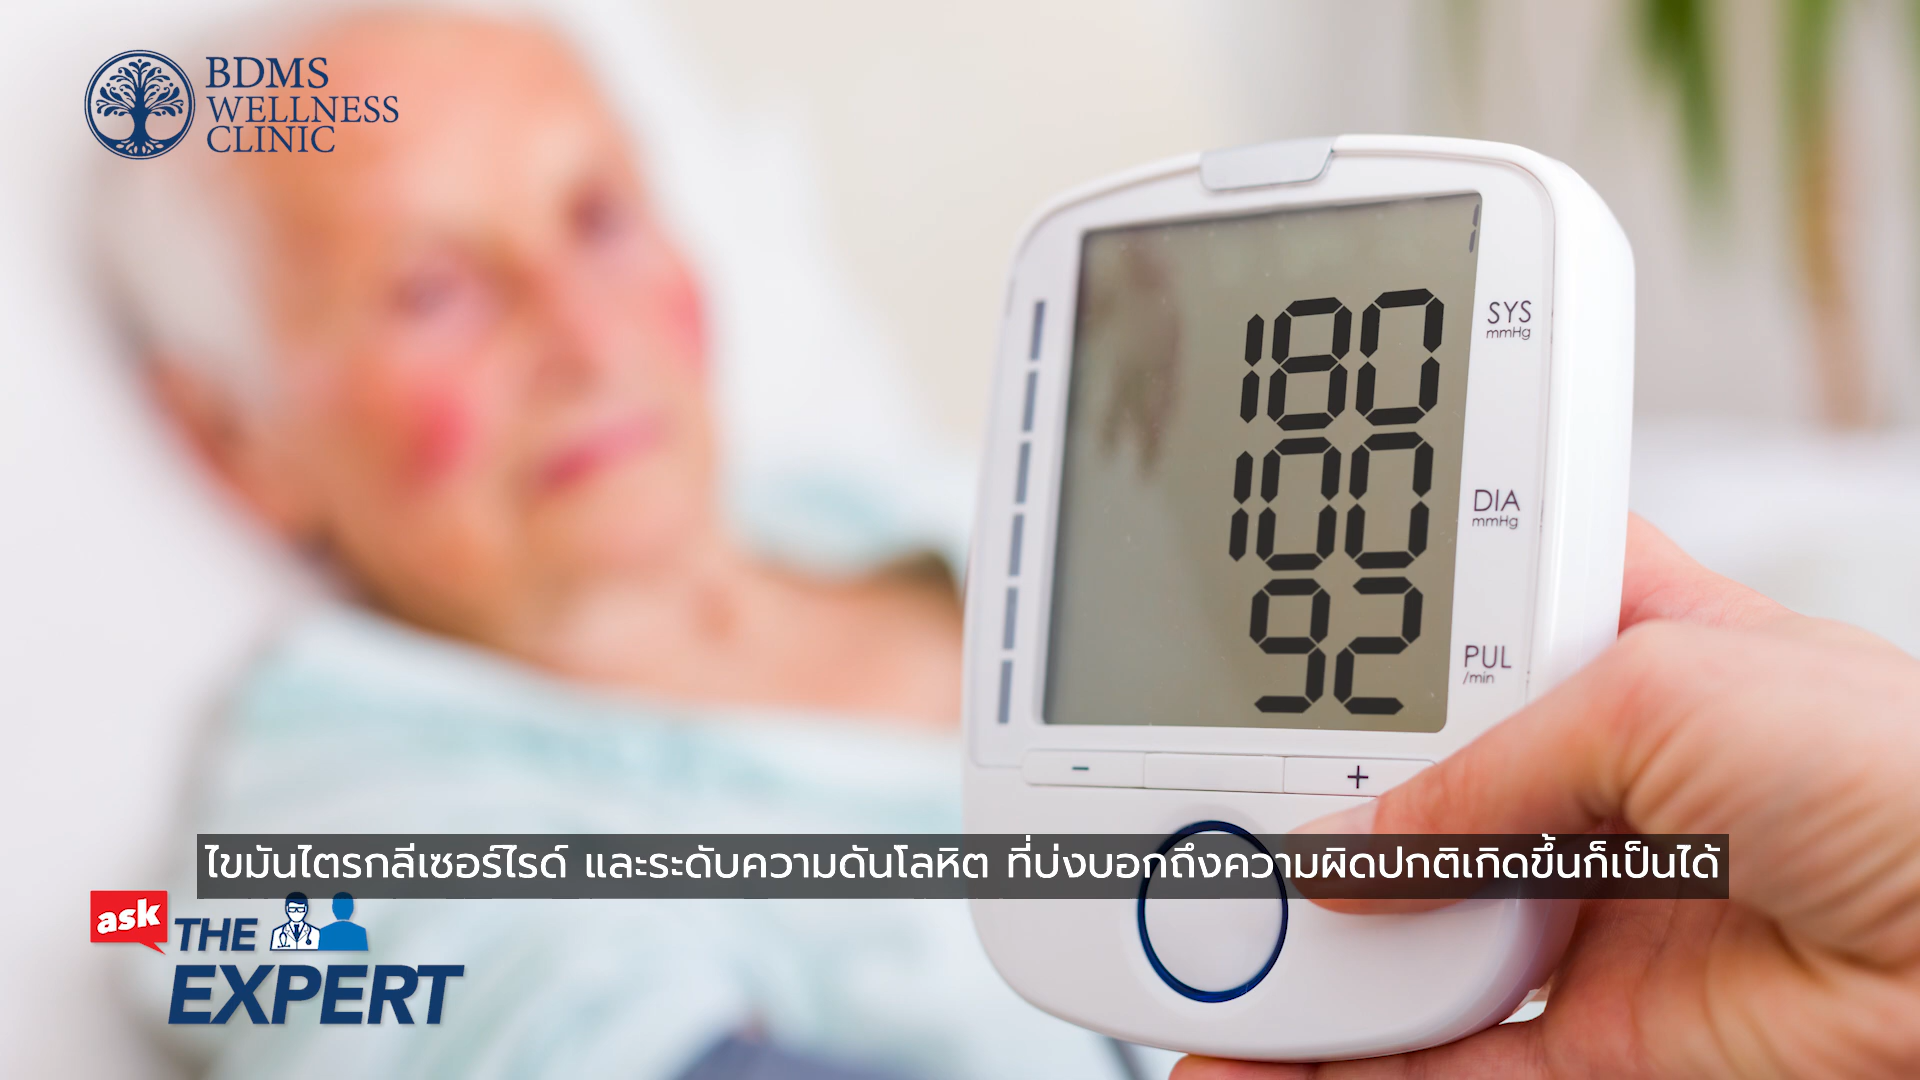 BDMS
WELLNESS
CLINIC
180
SYS
mmHg
100
DIA
mmHg
92
PUL
/min
- +
ไขมันไตรกลีเซอร์ไรด์ และระดับความดันโลหิต ที่บ่งบอกถึงความผิดปกติเกิดขึ้นก็เป็นได้
ask
THE
EXPERT